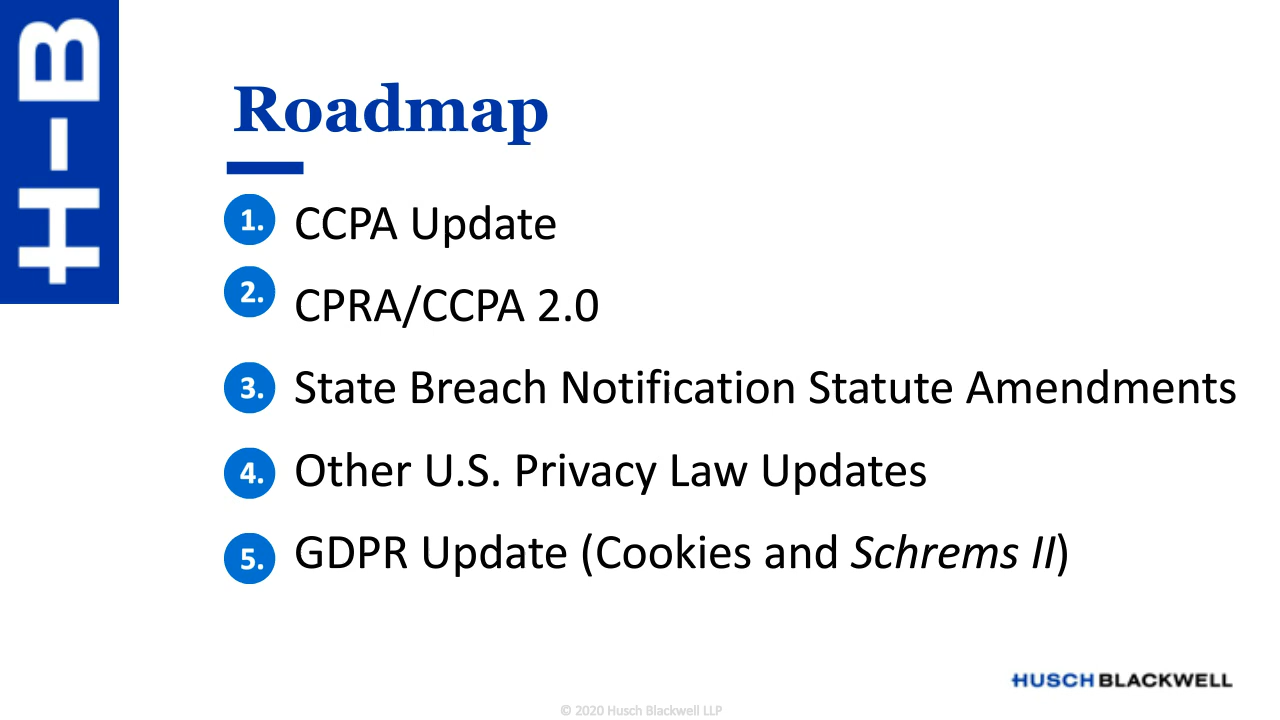 H-B
Roadmap
1. CCPA Update
2. CPRA/CCPA 2.0
3. State Breach Notification Statute Amendments
4. Other U.S. Privacy Law Updates
5. GDPR Update (Cookies and Schrems II)
HUSCH BLACKWELL
© 2020 Husch Blackwell LLP